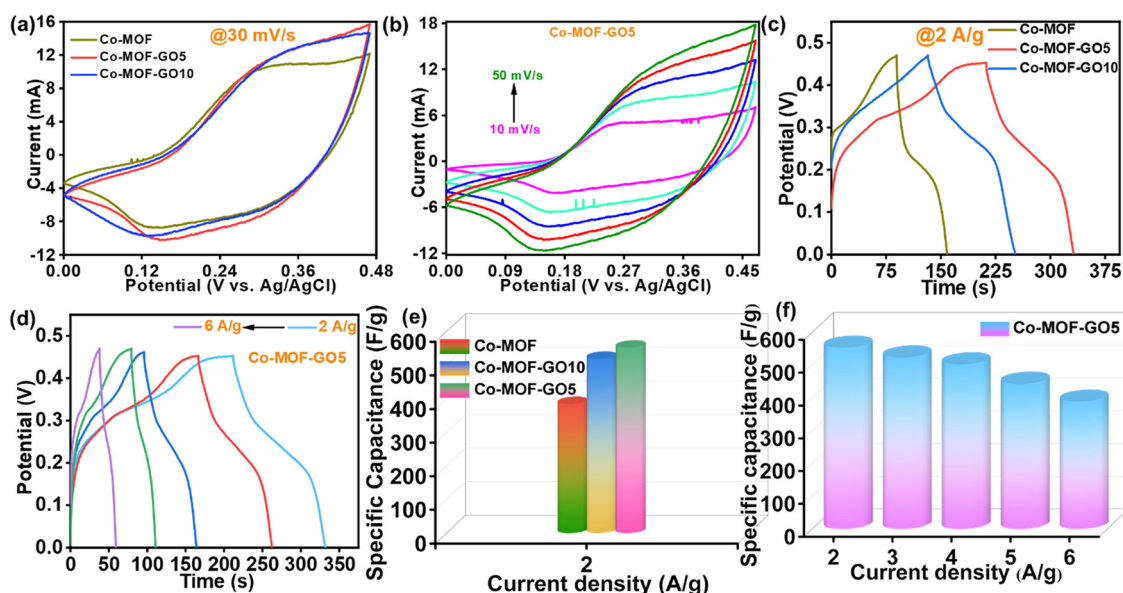 (a)
@30 mV/s
Co-MOF
Co-MOF-GO5
Co-MOF-GO10
Current (mA)
16
12
8
4
0
-4
-8
-12
0.00 0.12 0.24 0.36 0.48
Potential (V vs. Ag/AgCl)
(b)
Co-MOF-GO5
50 mV/s
10 mV/s
Current (mA)
18
12
6
0
-6
-12
0.00 0.09 0.18 0.27 0.36 0.45
Potential (V vs. Ag/AgCl)
(c)
@2 A/g
Co-MOF
Co-MOF-GO5
Co-MOF-GO10
Potential (V)
0.5
0.4
0.3
0.2
0.1
0.0
0 75 150 225 300 375
Time (s)
(d)
6 A/g 2 A/g
Co-MOF-GO5
Potential (V)
0.5
0.4
0.3
0.2
0.1
0.0
0 50 100 150 200 250 300 350
Time (s)
(e)
Co-MOF
Co-MOF-GO10
Co-MOF-GO5
Specific Capacitance (F/g)
600
500
400
300
200
100
0
2
Current density (A/g)
(f)
Co-MOF-GO5
Specific capacitance (F/g)
600
500
400
300
200
100
0
2 3 4 5 6
Current density (A/g)